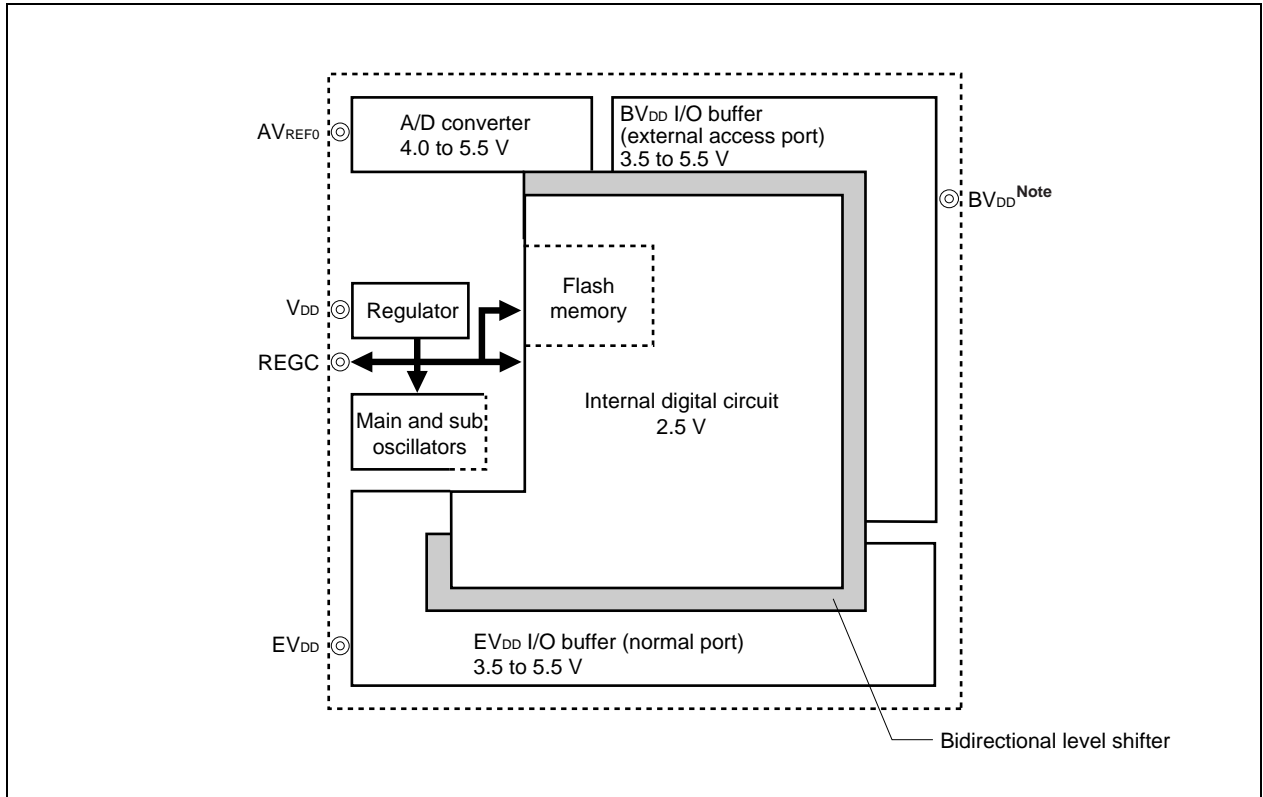 AVREF0
A/D converter
4.0 to 5.5 V
BVDD I/O buffer
(external access port)
3.5 to 5.5 V
BVDD Note
VDD
Regulator
Flash
memory
REGC
Internal digital circuit
2.5 V
Main and sub
oscillators
EVDD
EVDD I/O buffer (normal port)
3.5 to 5.5 V
Bidirectional level shifter